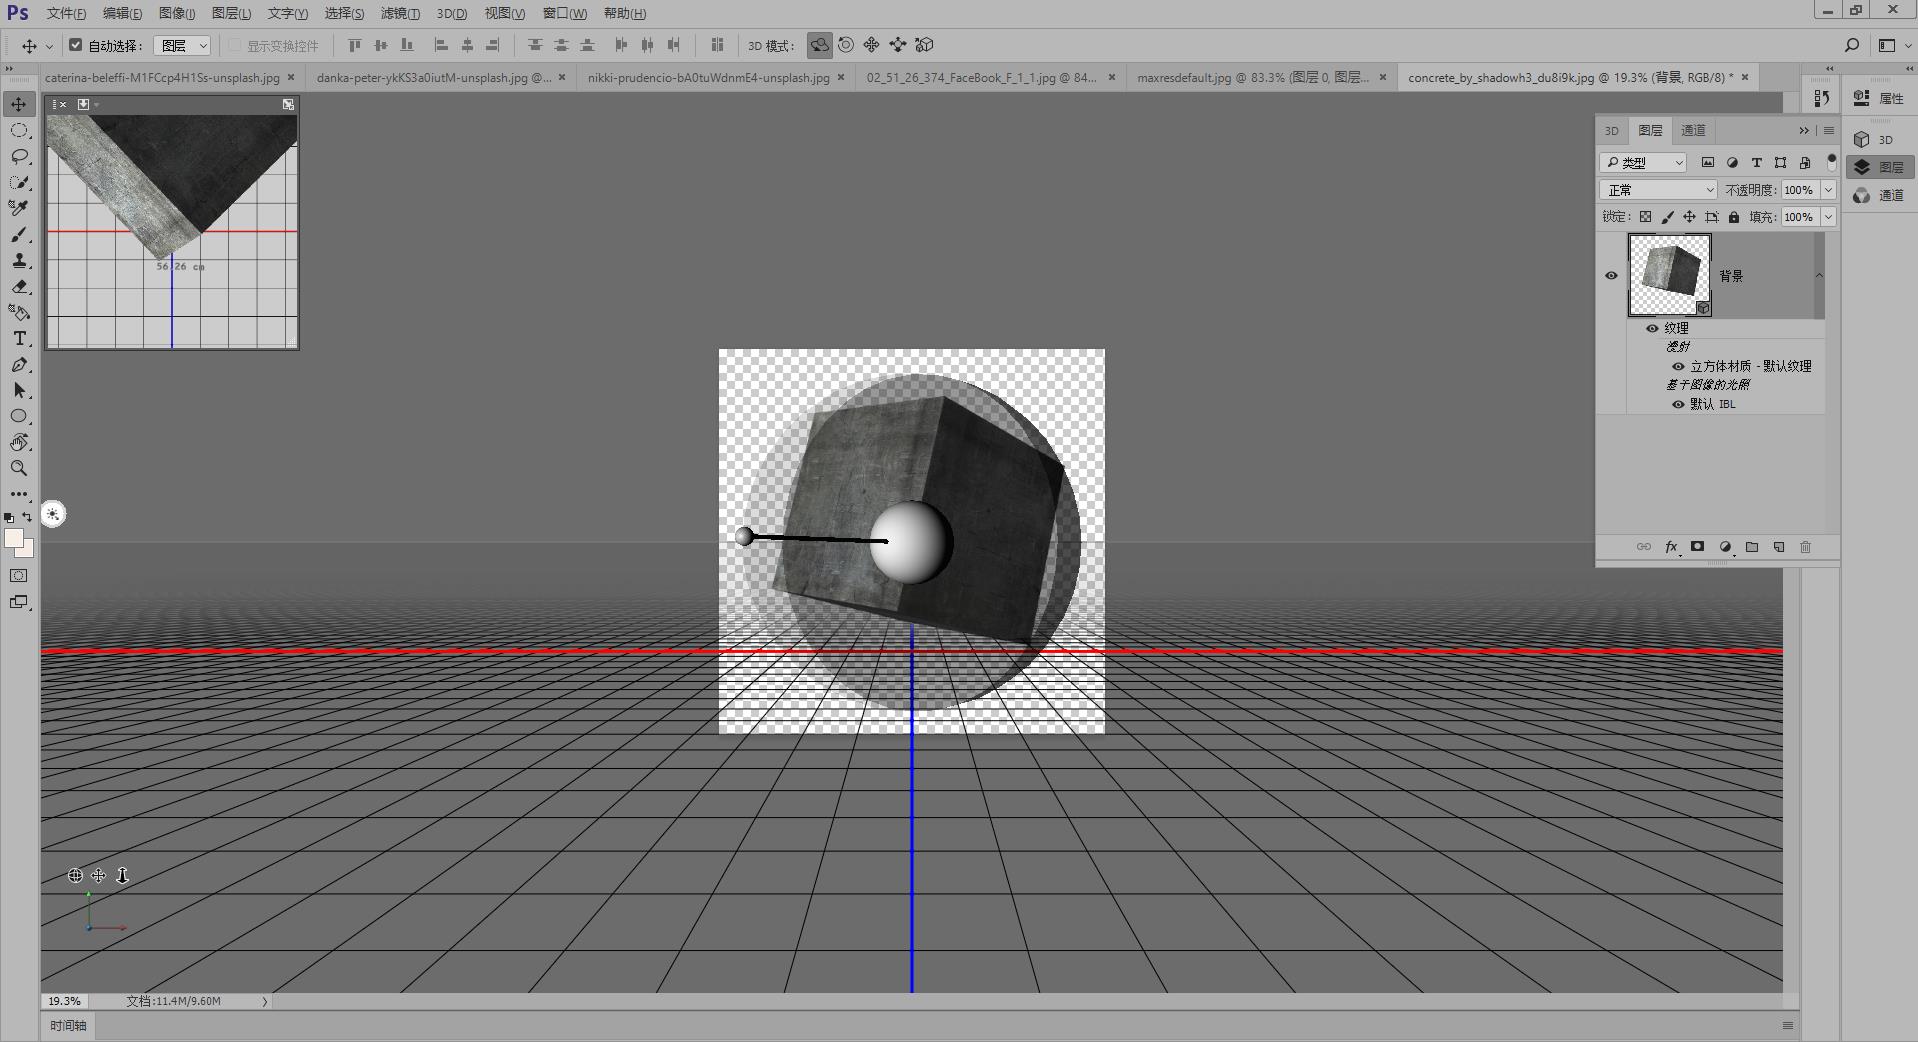 Ps 文件(F) 编辑(E) 图像(I) 图层(L) 文字(Y) 选择(S) 滤镜(T) 3D(D) 视图(V) 窗口(W) 帮助(H)
自动选择： 图层 显示变换控件 3D 模式：
caterina-beleffi-M1FCcp4H1Ss-unsplash.jpg × danka-peter-ykKS3a0iutM-unsplash.jpg @... × nikki-prudencio-bA0tuWdnmE4-unsplash.jpg × 02_51_26_374_FaceBook_F_1_1.jpg @ 84... × maxresdefault.jpg @ 83.3% (图层 0, 图层... × concrete_by_shadowh3_du8i9k.jpg @ 19.3% (背景, RGB/8) * ×
属性
3D
图层
通道
3D 图层 通道
类型
正常 不透明度: 100%
锁定: 填充: 100%
背景
纹理
漫射
立方体材质 - 默认纹理
基于图像的光照
默认 IBL
fx
56.26 cm
19.3% 文档:11.4M/9.60M
时间轴